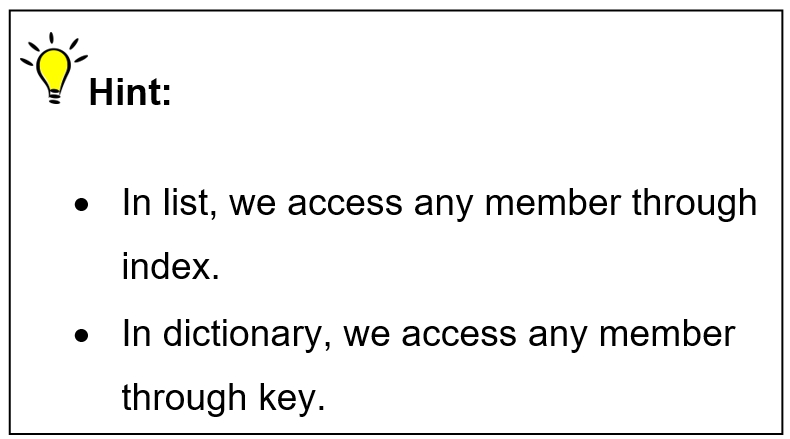 Hint:
• In list, we access any member through
index.
• In dictionary, we access any member
through key.